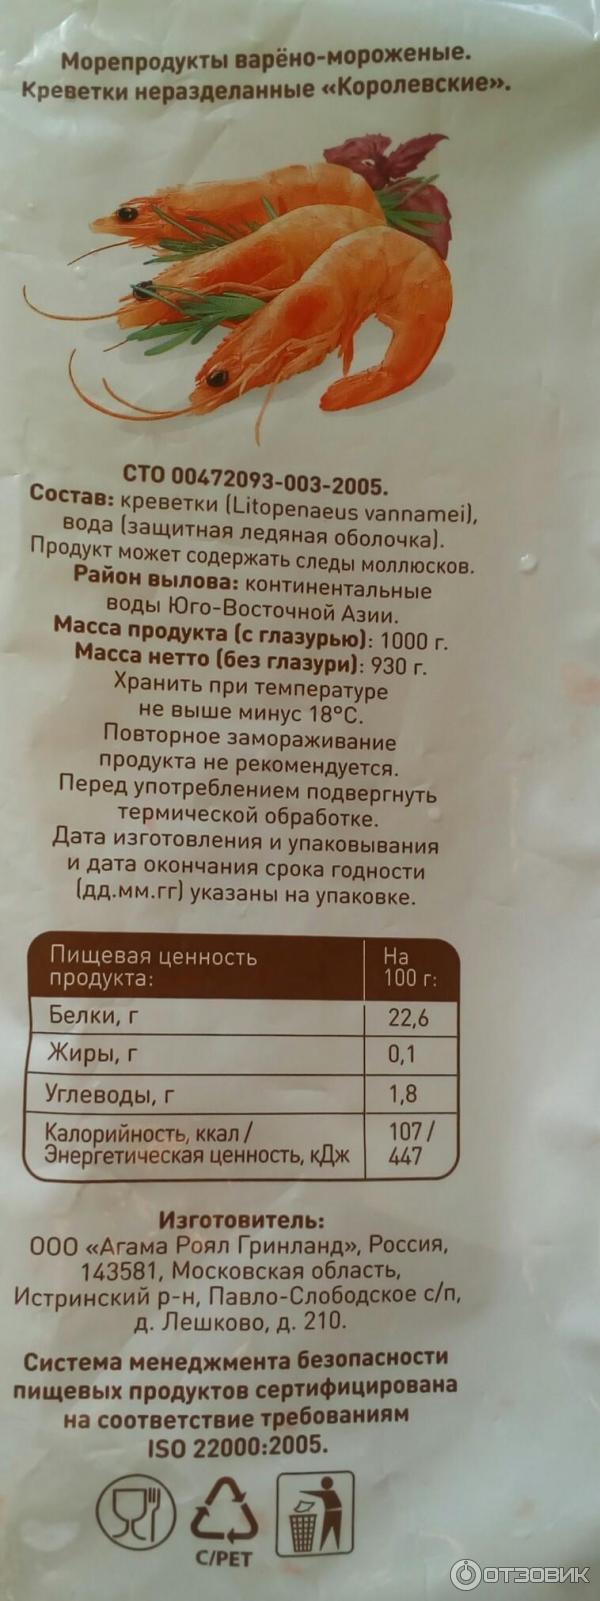 Морепродукты варёно-мороженые.
Креветки неразделанные «Королевские».
СТО 00472093-003-2005.
Состав: креветки (Litopenaeus vannamei),
вода (защитная ледяная оболочка).
Продукт может содержать следы моллюсков.
Район вылова: континентальные
воды Юго-Восточной Азии.
Масса продукта (с глазурью): 1000 г.
Масса нетто (без глазури): 930 г.
Хранить при температуре
не выше минус 18°С.
Повторное замораживание
продукта не рекомендуется.
Перед употреблением подвергнуть
термической обработке.
Дата изготовления и упаковывания
и дата окончания срока годности
(дд.мм.гг) указаны на упаковке.
Пищевая ценность продукта: На 100 г:
Белки, г 22,6
Жиры, г 0,1
Углеводы, г 1,8
Калорийность, ккал / 107 /
Энергетическая ценность, кДж 447
Изготовитель:
ООО «Агама Роял Гринланд», Россия,
143581, Московская область,
Истринский р-н, Павло-Слободское с/п,
д. Лешково, д. 210.
Система менеджмента безопасности
пищевых продуктов сертифицирована
на соответствие требованиям
ISO 22000:2005.
C/PET
ОТЗОВИК